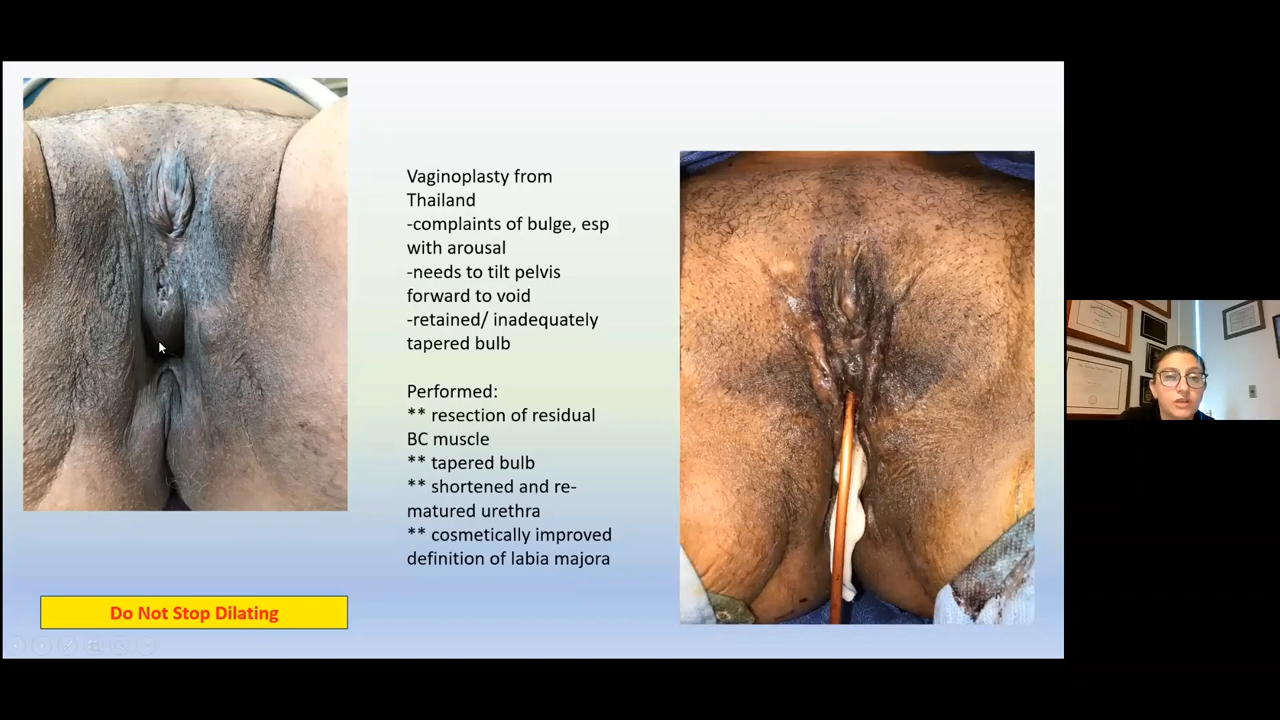 Vaginoplasty from
Thailand
-complaints of bulge, esp
with arousal
-needs to tilt pelvis
forward to void
-retained/ inadequately
tapered bulb
Performed:
** resection of residual
BC muscle
** tapered bulb
** shortened and re-
matured urethra
** cosmetically improved
definition of labia majora
Do Not Stop Dilating